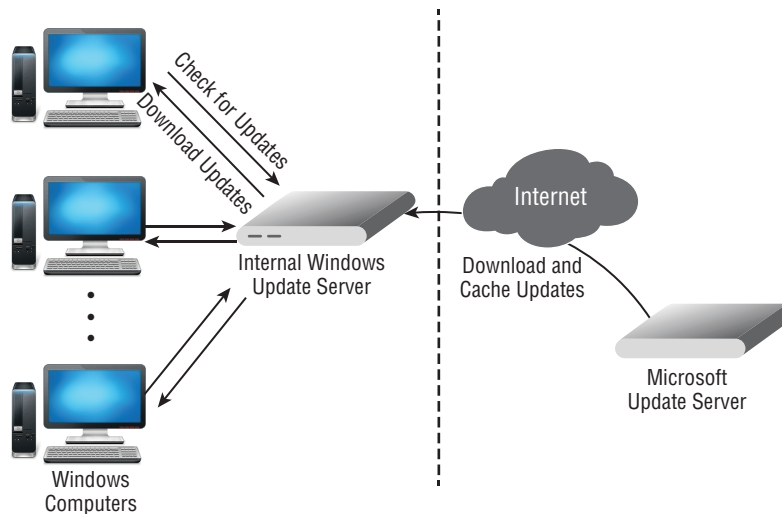 Check for Updates
Download Updates
Internal Windows
Update Server
Windows
Computers
Internet
Download and
Cache Updates
Microsoft
Update Server